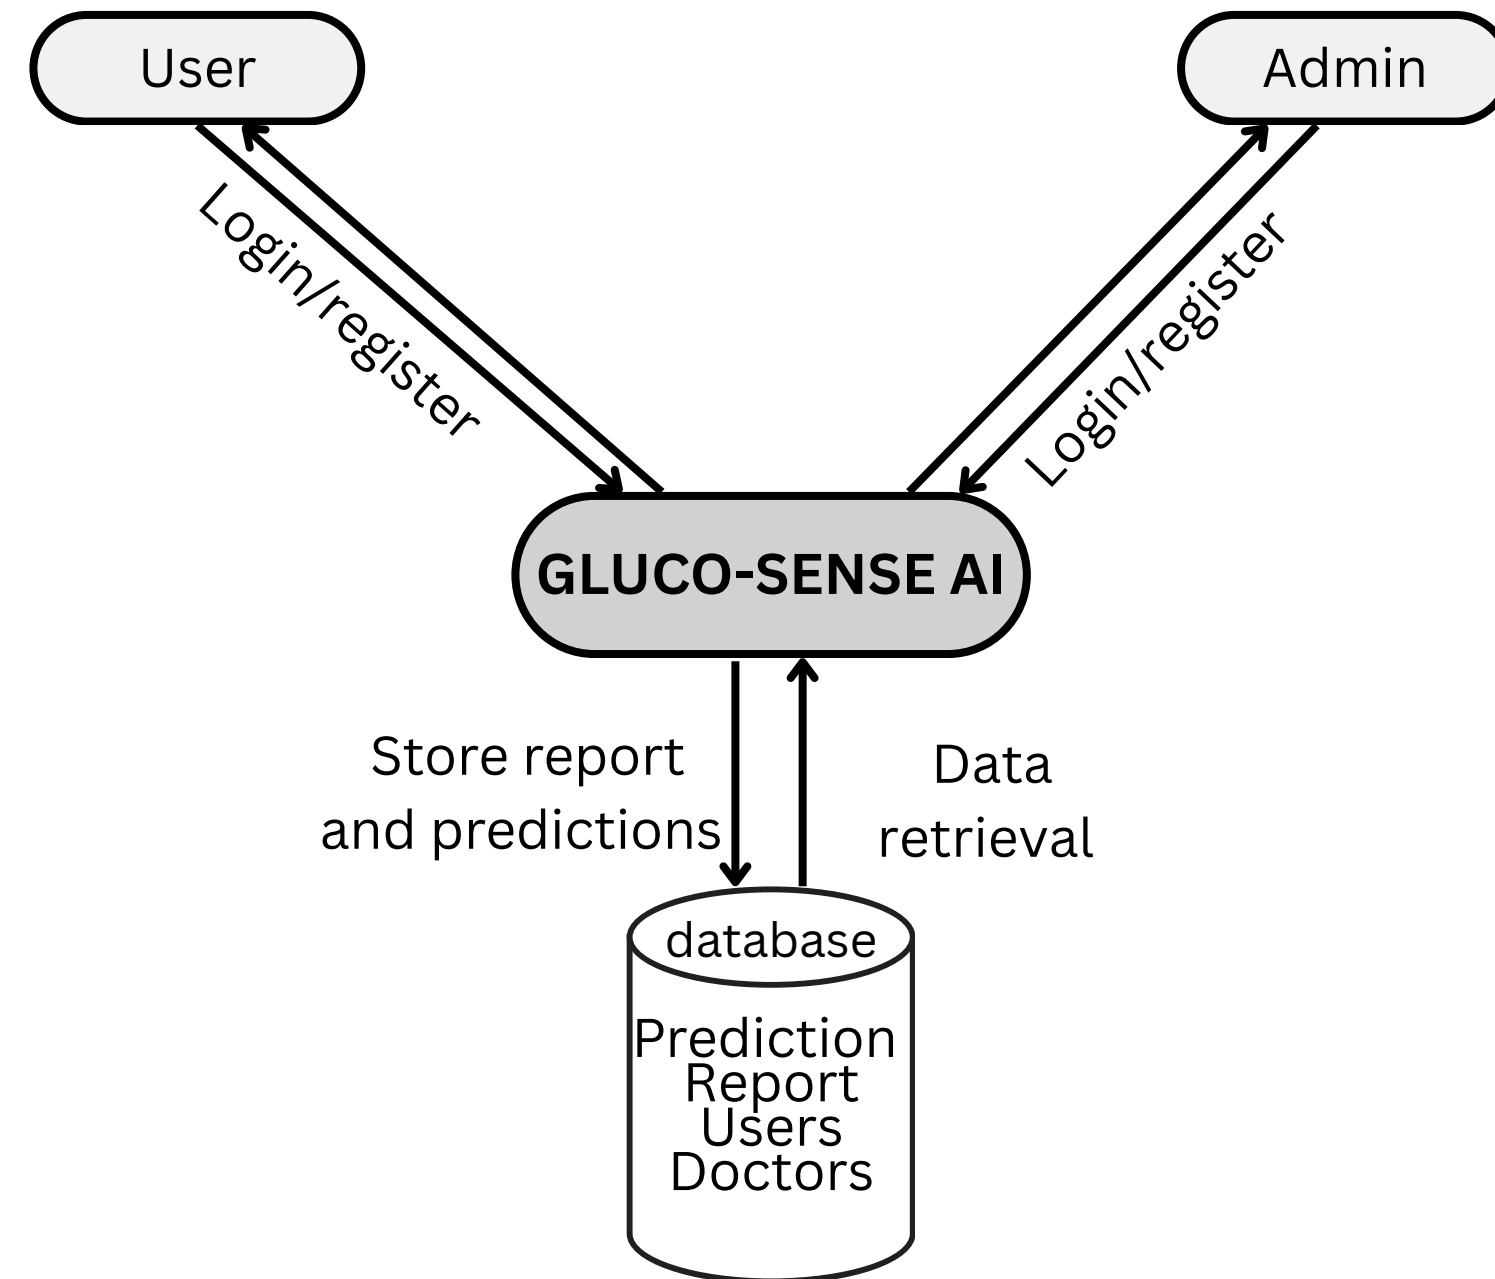 User
Admin
Login/register
Login/register
GLUCO-SENSE AI
Store report
and predictions
Data
retrieval
database
Prediction
Report
Users
Doctors